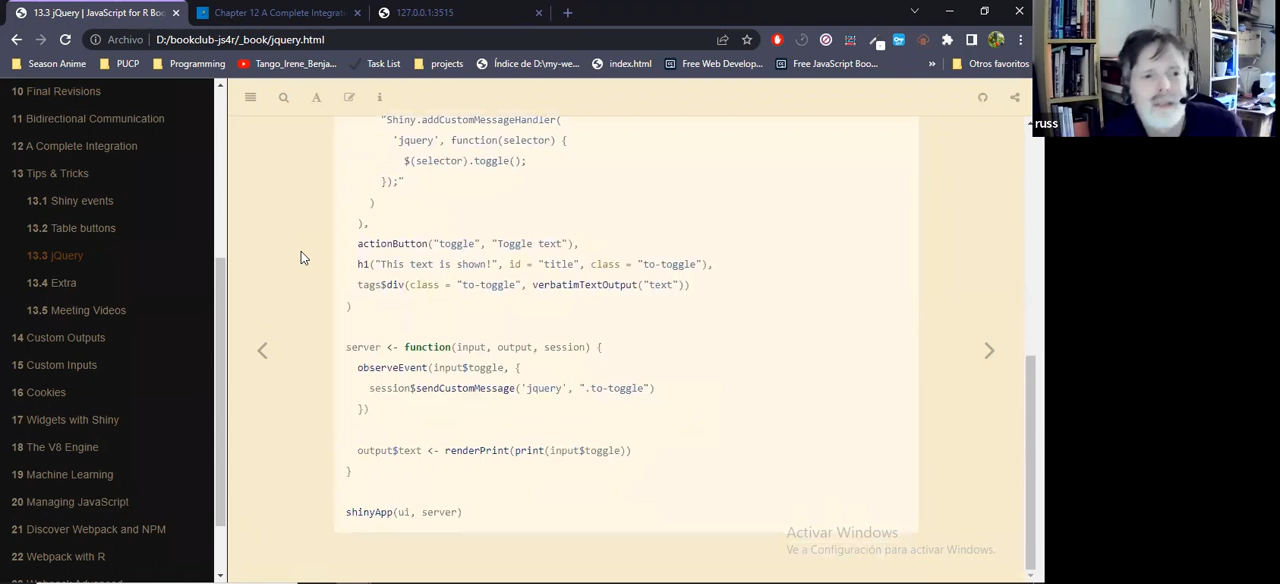 13.3 jQuery | JavaScript for R Boo
Chapter 12 A Complete Integrati
127.0.0.1:3515
Archivo
D:/bookclub-js4r/_book/jquery.html
Season Anime
PUCP
Programming
Tango_Irene_Benja...
Task List
projects
Índice de D:\my-we...
index.html
Free Web Develop...
Free JavaScript Boo...
»
Otros favoritos
russ
10 Final Revisions
11 Bidirectional Communication
12 A Complete Integration
13 Tips & Tricks
13.1 Shiny events
13.2 Table buttons
13.3 jQuery
13.4 Extra
13.5 Meeting Videos
14 Custom Outputs
15 Custom Inputs
16 Cookies
17 Widgets with Shiny
18 The V8 Engine
19 Machine Learning
20 Managing JavaScript
21 Discover Webpack and NPM
22 Webpack with R
"Shiny.addCustomMessageHandler(
'jquery', function(selector) {
$(selector).toggle();
});"
)
),
actionButton("toggle", "Toggle text"),
h1("This text is shown!", id = "title", class = "to-toggle"),
tags$div(class = "to-toggle", verbatimTextOutput("text"))
)
server <- function(input, output, session) {
observeEvent(input$toggle, {
session$sendCustomMessage('jquery', ".to-toggle")
})
output$text <- renderPrint(print(input$toggle))
}
shinyApp(ui, server)
Activar Windows
Ve a Configuración para activar Windows.